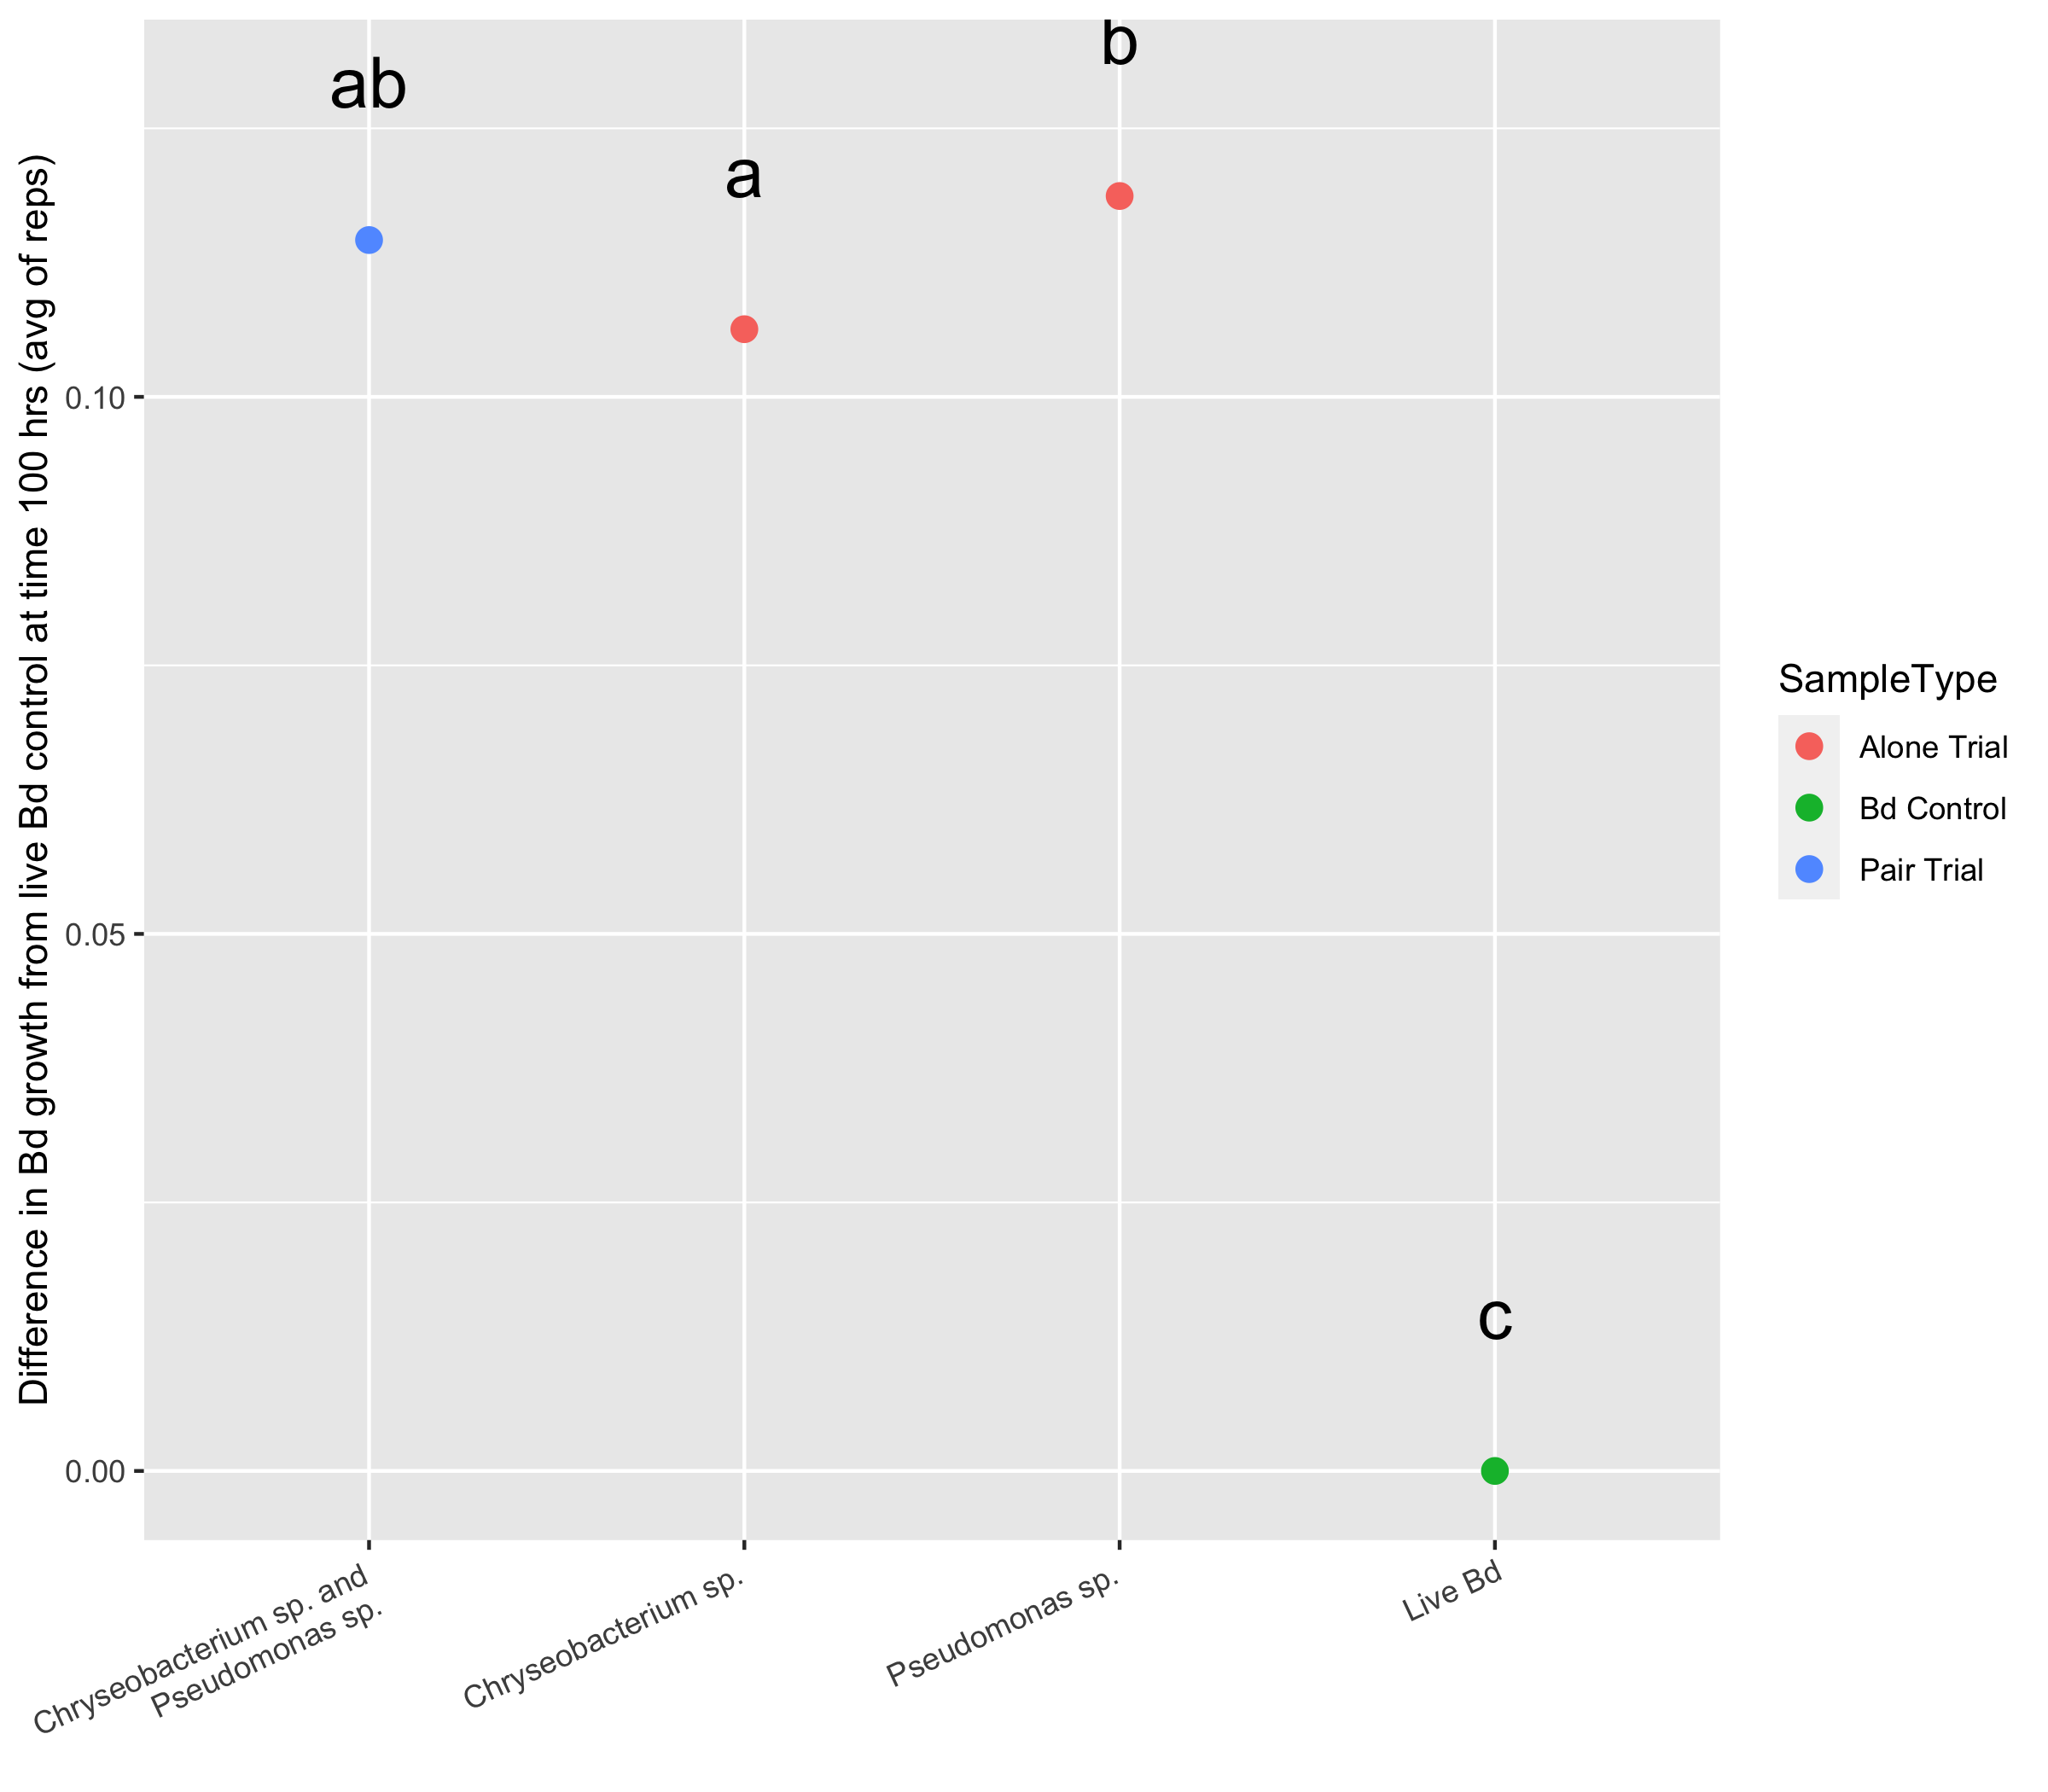 b
ab
a
Difference in Bd growth from live Bd control at time 100 hrs (avg of reps)
0.10
0.05
0.00
c
Chryseobacterium sp. and
Pseudomonas sp.
Chryseobacterium sp.
Pseudomonas sp.
Live Bd
SampleType
Alone Trial
Bd Control
Pair Trial